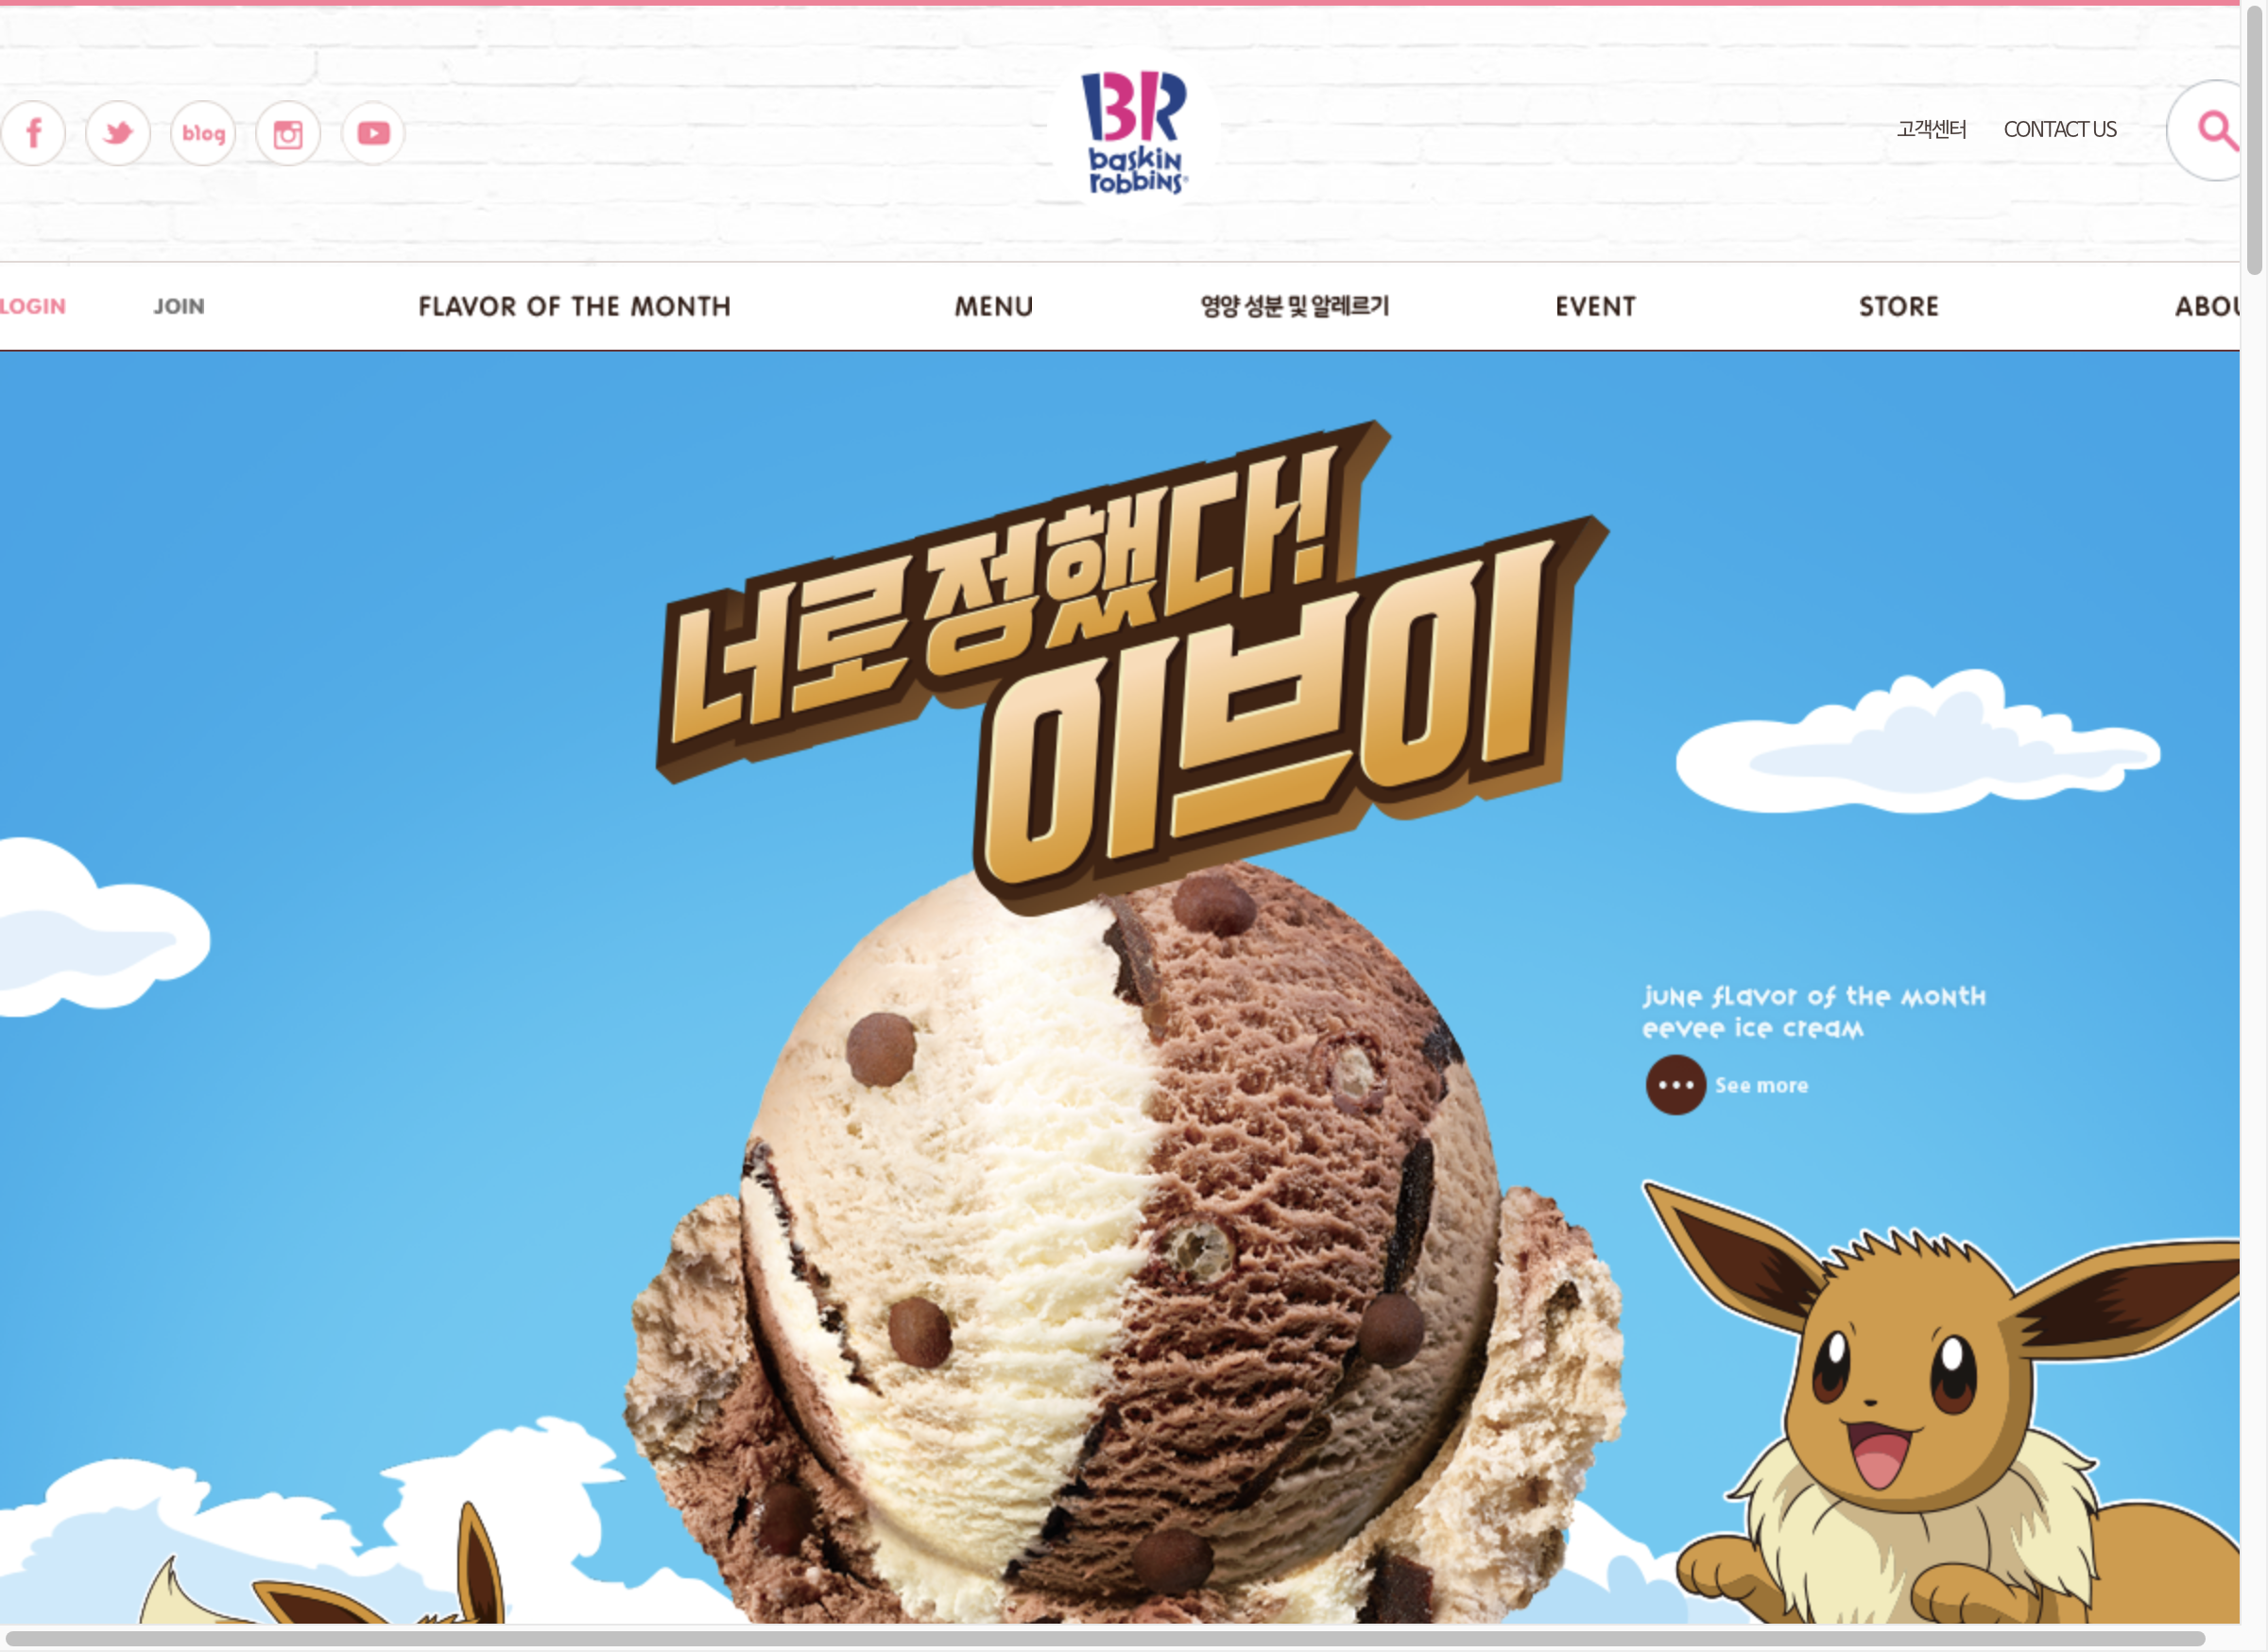 blog
BR
baskin
robbins
고객센터 CONTACT US
LOGIN JOIN FLAVOR OF THE MONTH MENU 영양 성분 및 알레르기 EVENT STORE ABOU
너로 정했다!
이브이
june flavor of the month
eevee ice cream
See more